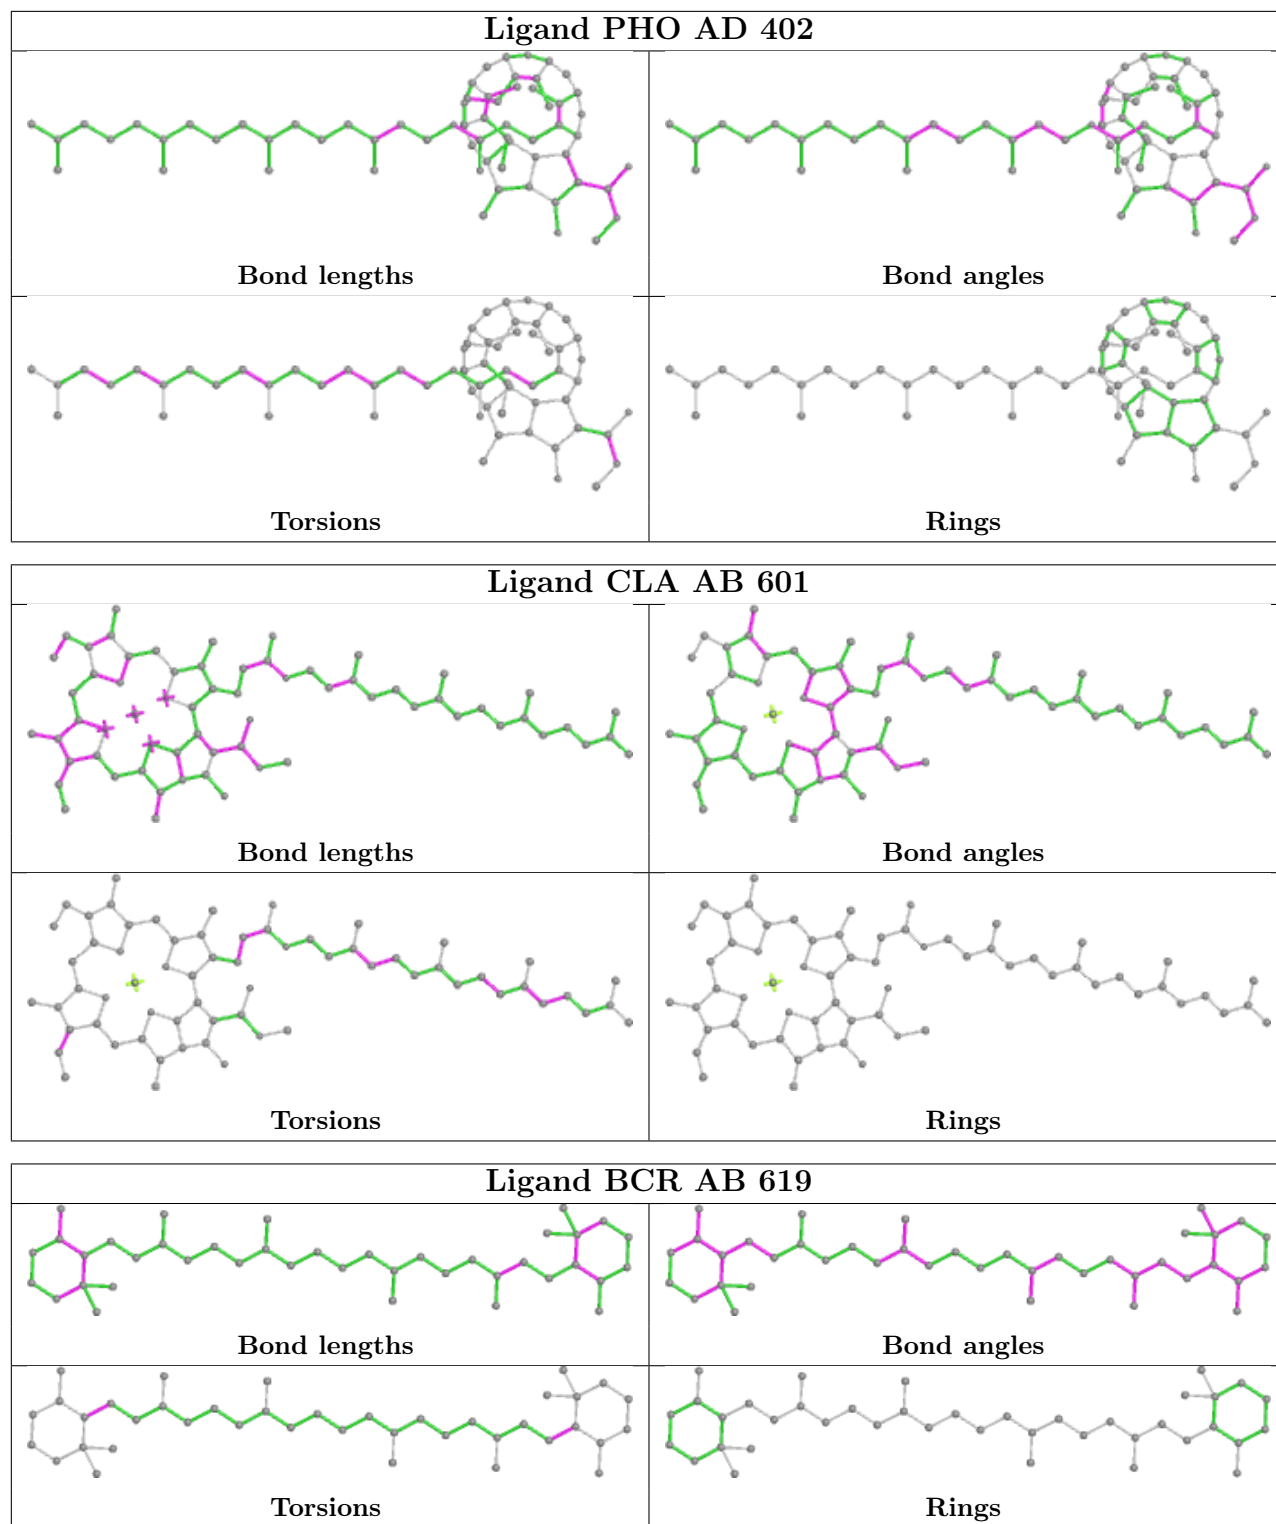 Ligand PHO AD 402
Bond lengths
Bond angles
Torsions
Rings
Ligand CLA AB 601
Bond lengths
Bond angles
Torsions
Rings
Ligand BCR AB 619
Bond lengths
Bond angles
Torsions
Rings